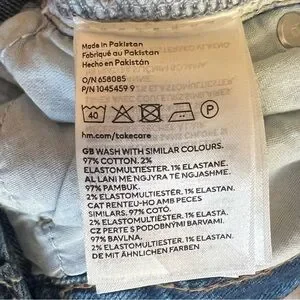 Made in Pakistan
Fabriqué au Pakistan
Hecho en Pakistán
O/N 658085
P/N 1045459 9
40
P
hm.com/takecare
GB WASH WITH SIMILAR COLOURS.
97% COTTON. 2%
ELASTOMULTIESTER. 1% ELASTANE.
AL LANI ME NGJYRA TE NGJASHME.
97% PAMBUK.
2% ELASTOMULTIESTER. 1% ELASTAN.
CAT RENTEU-HO AMB PECES
SIMILARS. 97% COTÓ.
2% ELASTOMULTIESTER. 1% ELASTÀ.
CZ PERTE S PODOBNÝMI BARVAMI.
97% BAVLNA.
2% ELASTOMULTIESTER. 1% ELASTAN.
DE MIT ÄHNLICHEN FARBEN